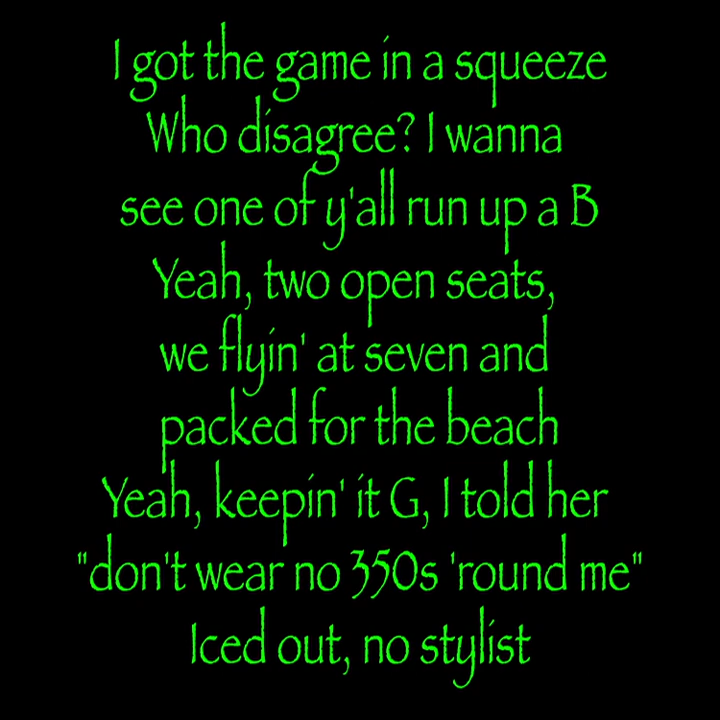 I got the game in a squeeze
Who disagree? I wanna
see one of y'all run up a B
Yeah, two open seats,
we flyin' at seven and
packed for the beach
Yeah, keepin' it G, I told her
"don't wear no 350s 'round me"
Iced out, no stylist